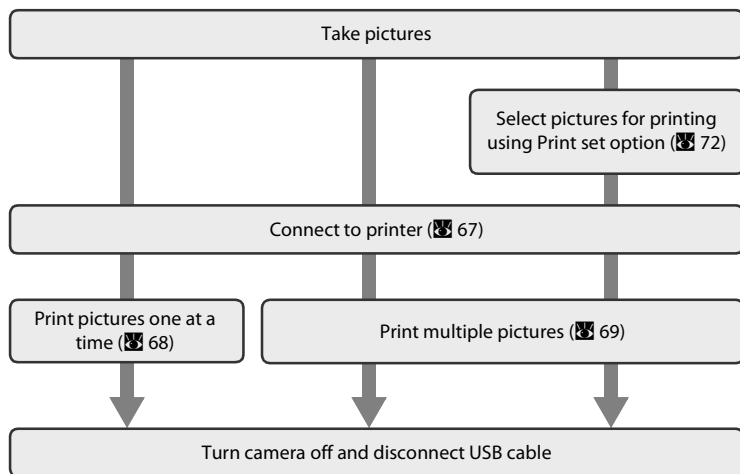 Take pictures
Select pictures for printing
using Print set option ( 72)
Connect to printer ( 67)
Print pictures one at a
time ( 68)
Print multiple pictures ( 69)
Turn camera off and disconnect USB cable